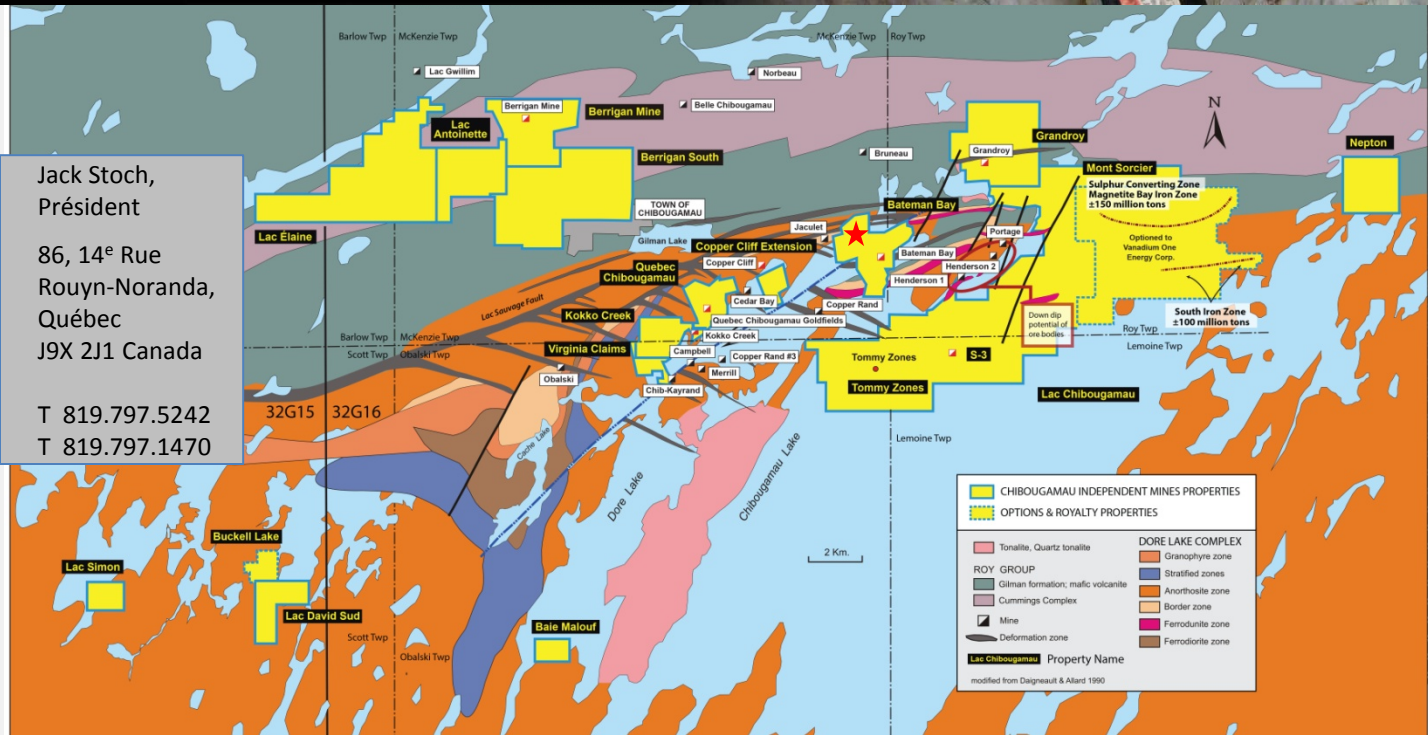 Barlow Twp
McKenzie Twp
McKenzie Twp
Roy Twp
Lac Gwillim
Norbeau
N
Berrigan Mine
Berrigan Mine
Belle Chibougamau
Lac
Antoinette
Grandroy
Bruneau
Grandroy
Nepton
Berrigan South
Mont Sorcier
Jack Stoch,
Président
86, 14e Rue
Rouyn-Noranda,
Québec
J9X 2J1 Canada
T 819.797.5242
T 819.797.1470
Sulphur Converting Zone
Magnetite Bay Iron Zone
±150 million tons
TOWN OF
CHIBOUGAMAU
Bateman Bay
Lac Élaine
Jaculet
Portage
Gilman Lake
Copper Cliff Extension
Optioned to
Vanadium One
Energy Corp.
Bateman Bay
Quebec
Chibougamau
Copper Cliff
Henderson 2
Henderson 1
Cedar Bay
Copper Rand
Lac Sauvage Fault
Kokko Creek
Quebec Chibougamau Goldfields
Down dip
potential of
ore bodies
South Iron Zone
±100 million tons
Barlow Twp
McKenzie Twp
Kokko Creek
Roy Twp
Lemoine Twp
Scott Twp
Obalski Twp
Virginia Claims
Campbell
Copper Rand #3
Tommy Zones
S-3
Obalski
Merrill
Chib-Kayrand
Tommy Zones
Lac Chibougamau
32G15
32G16
Lemoine Twp
Cache Lake
Dore Lake
Chibougamau Lake
Buckell Lake
Lac Simon
Lac David Sud
Baie Malouf
Scott Twp
Obalski Twp
2 Km.
CHIBOUGAMAU INDEPENDENT MINES PROPERTIES
OPTIONS & ROYALTY PROPERTIES
Tonalite, Quartz tonalite
ROY GROUP
Gilman formation; mafic volcanite
Cummings Complex
Mine
Deformation zone
Lac Chibougamau Property Name
modified from Daigneault & Allard 1990
DORE LAKE COMPLEX
Granophyre zone
Stratified zones
Anorthosite zone
Border zone
Ferrodunite zone
Ferrodiorite zone